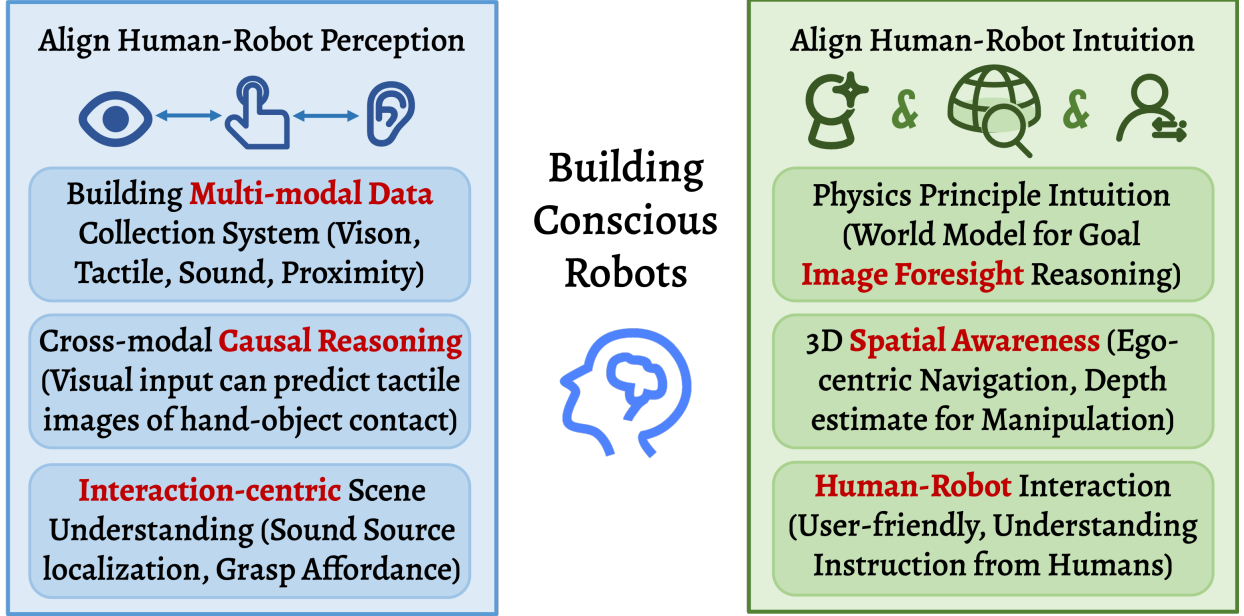 Align Human-Robot Perception
Building Multi-modal Data
Collection System (Vison,
Tactile, Sound, Proximity)
Cross-modal Causal Reasoning
(Visual input can predict tactile
images of hand-object contact)
Interaction-centric Scene
Understanding (Sound Source
localization, Grasp Affordance)
Building
Conscious
Robots
Align Human-Robot Intuition
& &
Physics Principle Intuition
(World Model for Goal
Image Foresight Reasoning)
3D Spatial Awareness (Ego-
centric Navigation, Depth
estimate for Manipulation)
Human-Robot Interaction
(User-friendly, Understanding
Instruction from Humans)